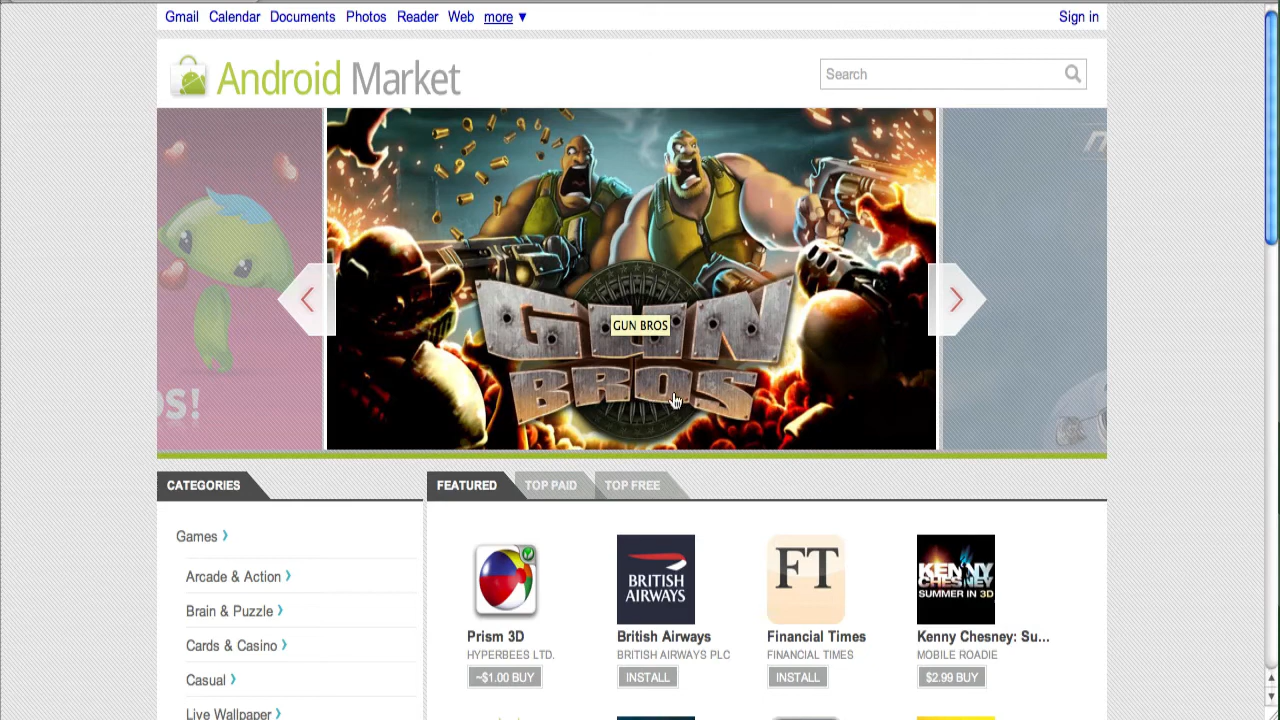 Gmail Calendar Documents Photos Reader Web more ▼ Sign in
Android Market
Search
GUN
GUN BROS
BROS
OS!
CATEGORIES
FEATURED TOP PAID TOP FREE
Games
Arcade & Action
Brain & Puzzle
Cards & Casino
Casual
Live Wallpaper
BRITISH AIRWAYS
FT
KENNY CHESNEY
SUMMER IN 3D
Prism 3D British Airways Financial Times Kenny Chesney: Su...
HYPERBEES LTD. BRITISH AIRWAYS PLC FINANCIAL TIMES MOBILE ROADIE
~$1.00 BUY INSTALL INSTALL $2.99 BUY